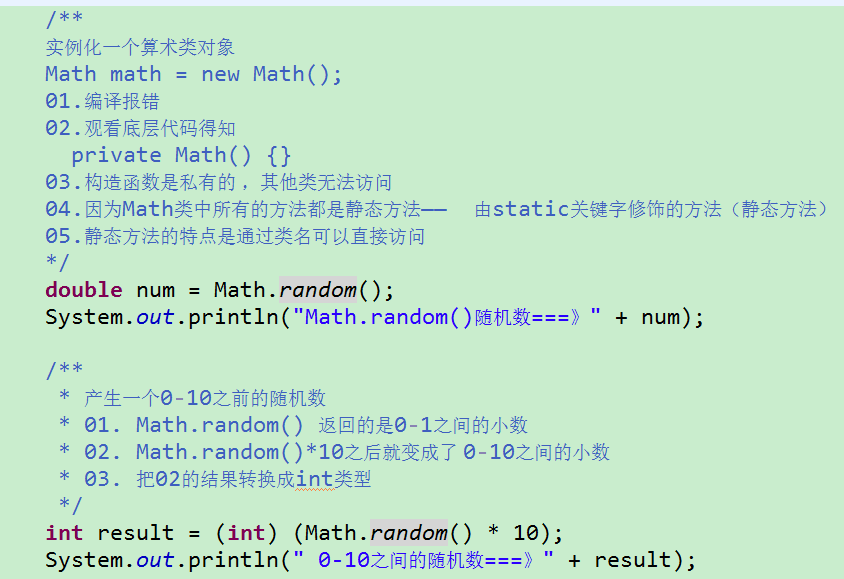 /**
实例化一个算术类对象
Math math = new Math();
01.编译报错
02.观看底层代码得知
private Math() {}
03.构造函数是私有的，其他类无法访问
04.因为Math类中所有的方法都是静态方法—— 由static关键字修饰的方法（静态方法）
05.静态方法的特点是通过类名可以直接访问
*/
double num = Math.random();
System.out.println("Math.random()随机数===》" + num);
/**
* 产生一个0-10之前的随机数
* 01. Math.random() 返回的是0-1之间的小数
* 02. Math.random()*10之后就变成了 0-10之间的小数
* 03. 把02的结果转换成int类型
*/
int result = (int) (Math.random() * 10);
System.out.println(" 0-10之间的随机数===》" + result);